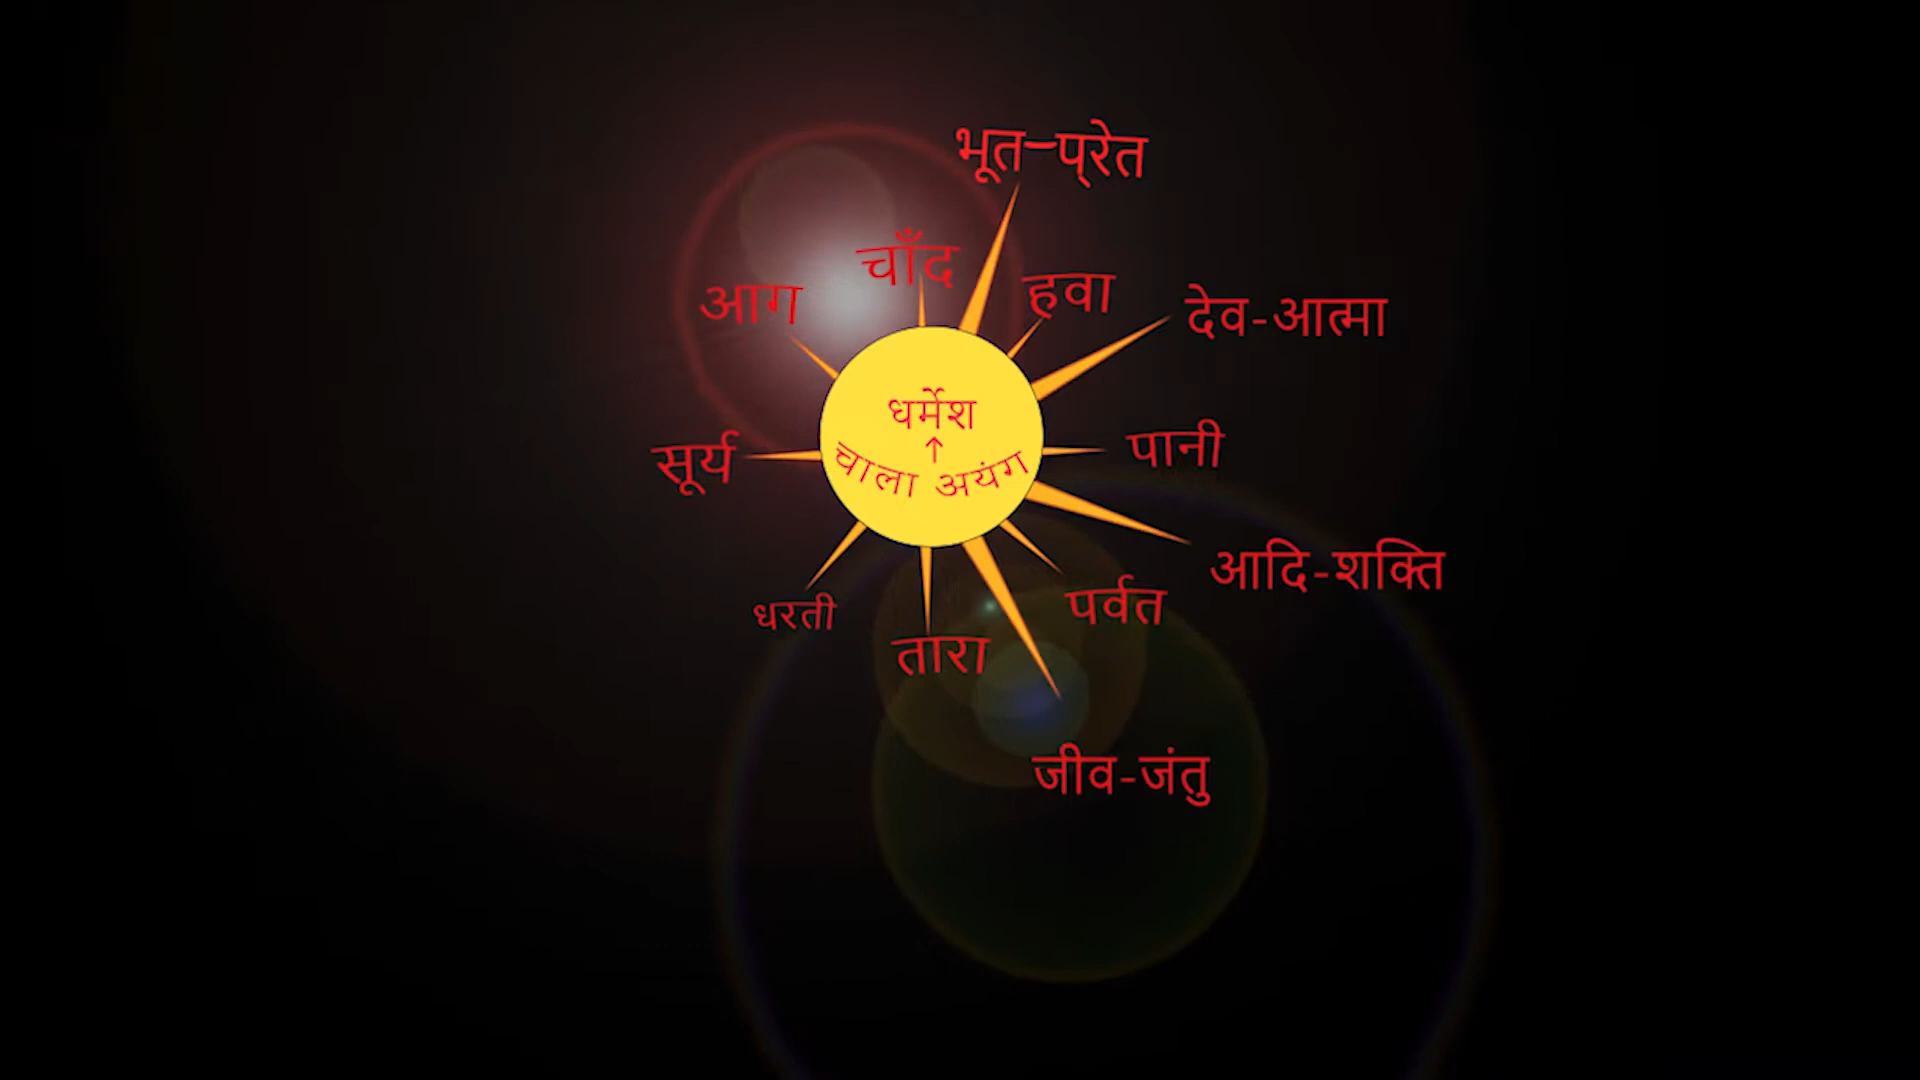 भूत-प्रेत
चाँद
हवा
आग
देव-आत्मा
धर्मेश
↑
चाला अयंग
पानी
सूर्य
आदि-शक्ति
पर्वत
धरती
तारा
जीव-जंतु